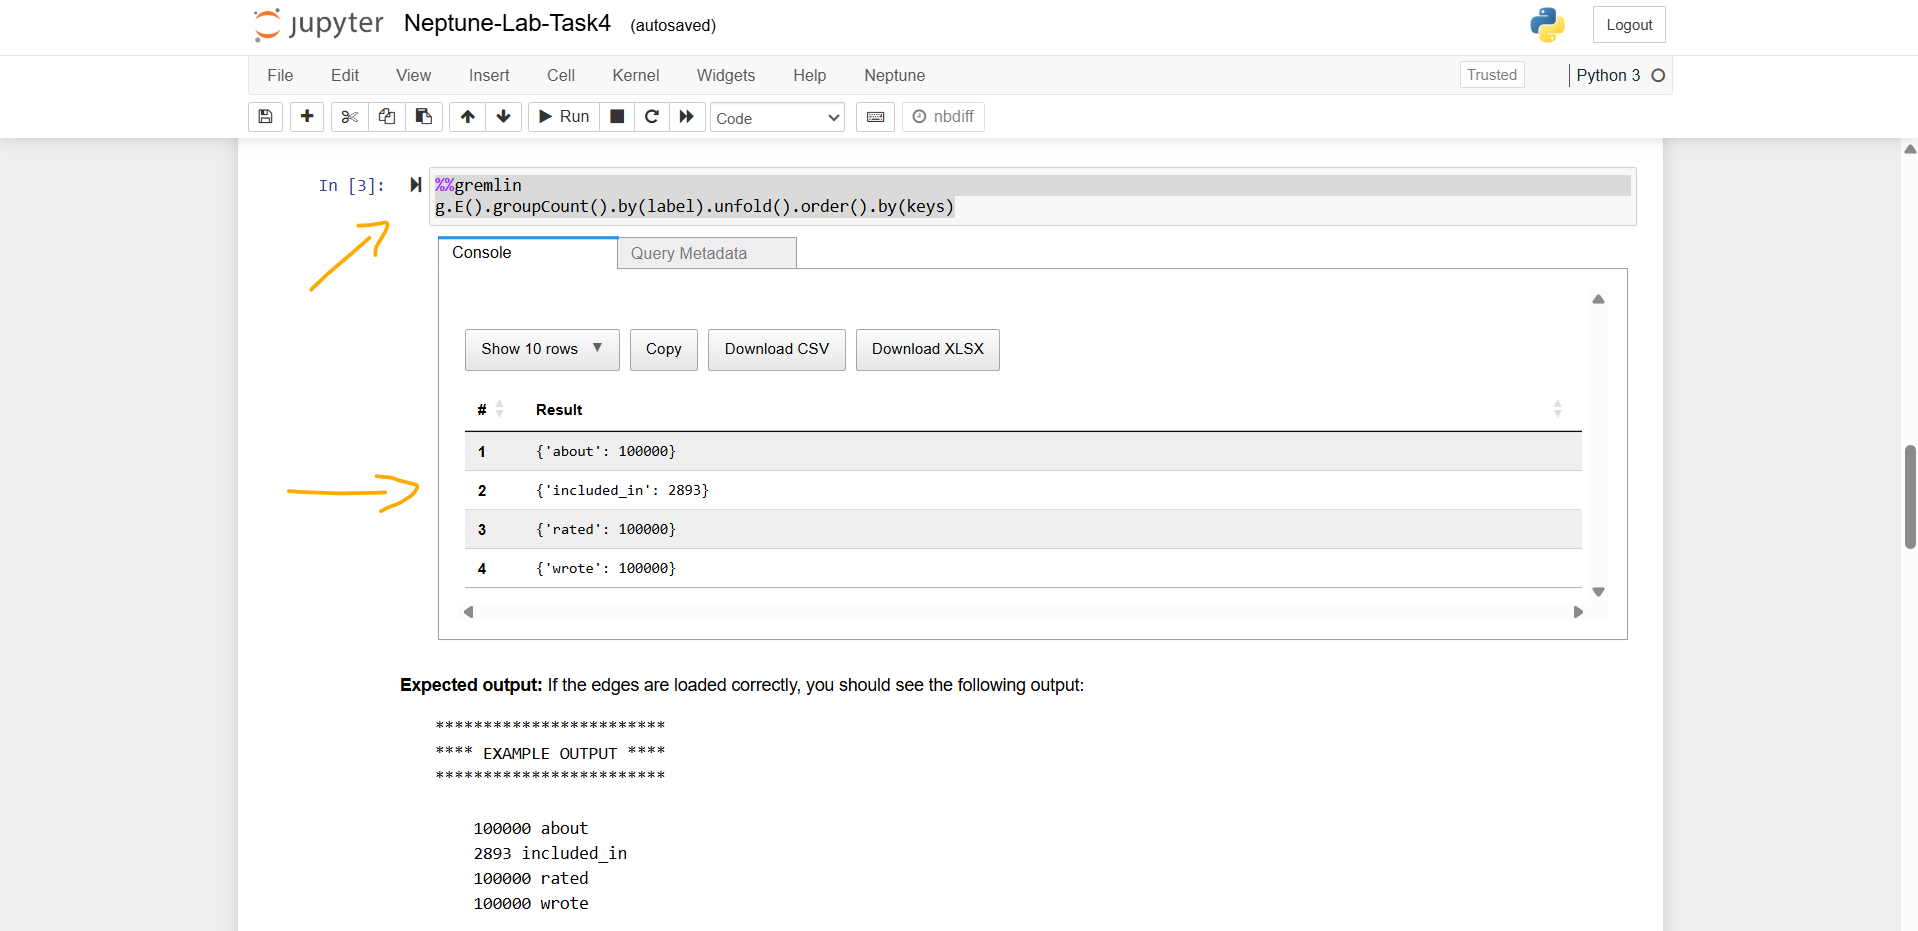 jupyter Neptune-Lab-Task4 (autosaved) Logout
File Edit View Insert Cell Kernel Widgets Help Neptune Trusted Python 3
Run Code nbdiff
In [3]: %%gremlin
g.E().groupCount().by(label).unfold().order().by(keys)
Console Query Metadata
Show 10 rows Copy Download CSV Download XLSX
# Result
1 {'about': 100000}
2 {'included_in': 2893}
3 {'rated': 100000}
4 {'wrote': 100000}
Expected output: If the edges are loaded correctly, you should see the following output:
************************
**** EXAMPLE OUTPUT ****
************************
100000 about
2893 included_in
100000 rated
100000 wrote